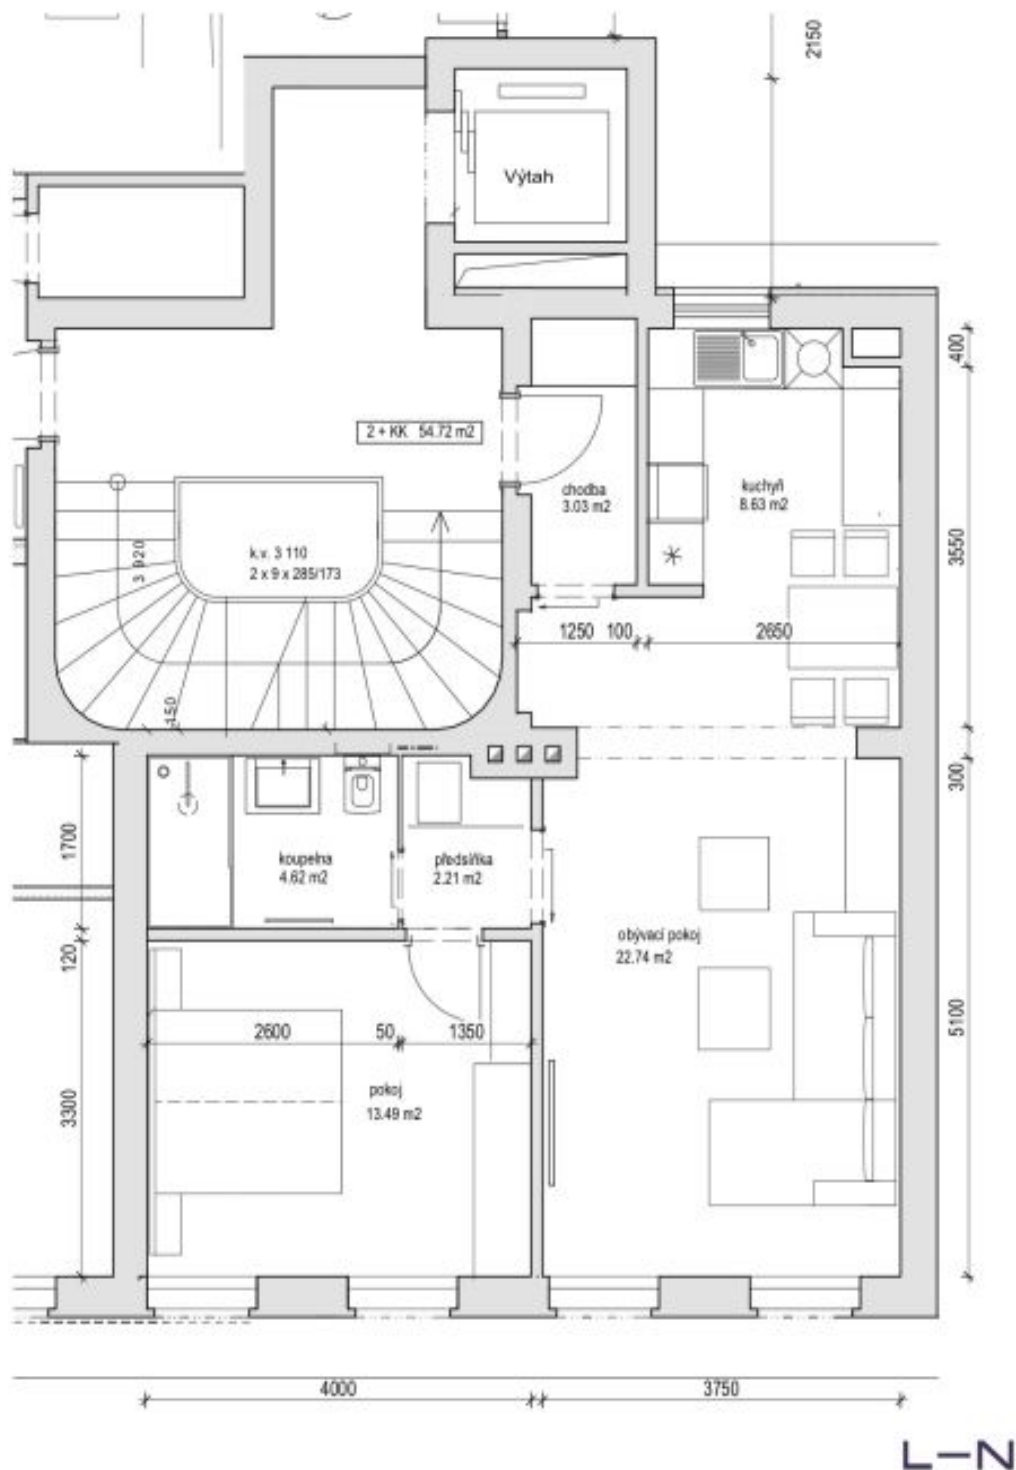 2150
Výtah
400
2 + KK 54.72 m2
chodba
3.03 m2
kuchyň
8.63 m2
3550
k.v. 3 110
2 x 9 x 285/173
3 920
1250 100 2650
150
300
1700
koupelna
4.62 m2
předsíňka
2.21 m2
obývací pokoj
22.74 m2
120
2600 50 1350
5100
pokoj
13.49 m2
3300
4000 3750
L–N